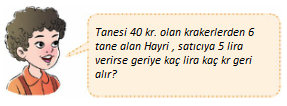 Tanesi 40 kr. olan krakerlerden 6
tane alan Hayri , satıcıya 5 lira
verirse geriye kaç lira kaç kr geri
alır?